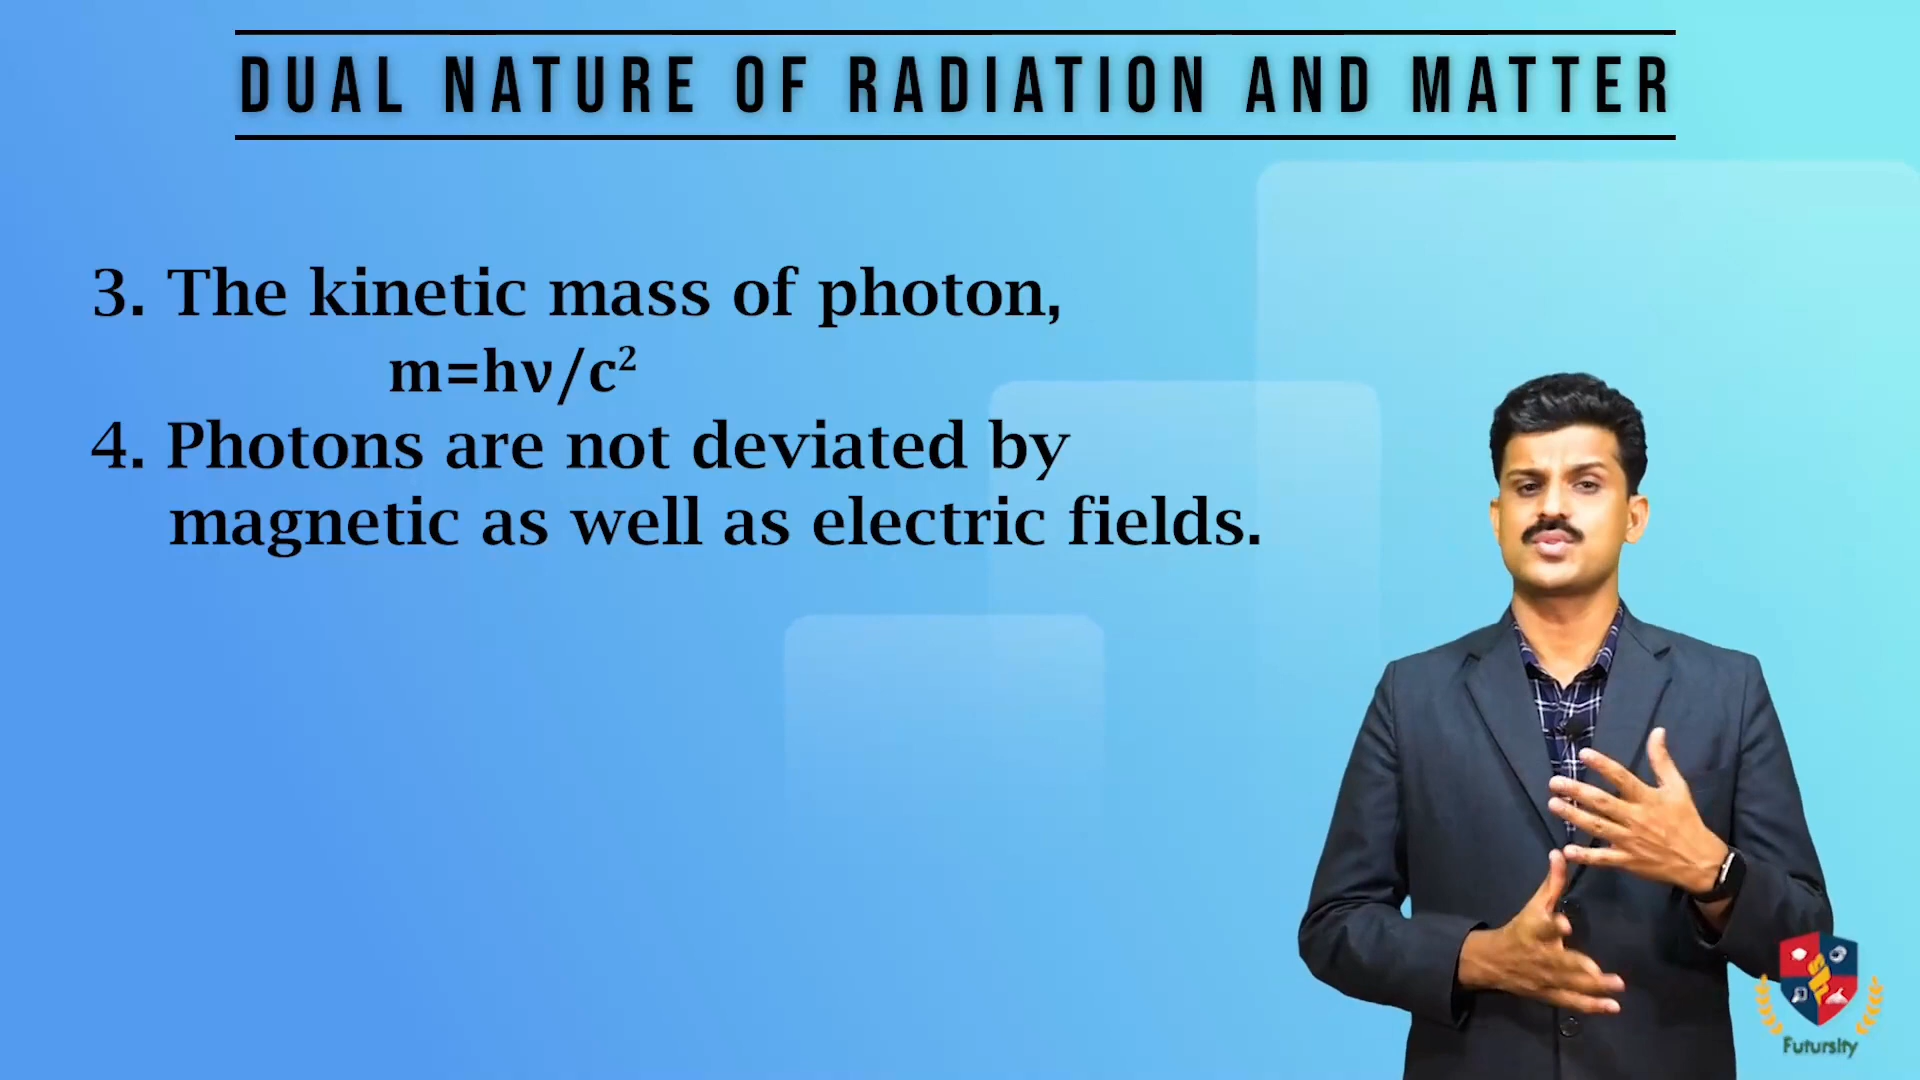 DUAL NATURE OF RADIATION AND MATTER
3. The kinetic mass of photon,
m=hν/c²
4. Photons are not deviated by
magnetic as well as electric fields.
Futursity